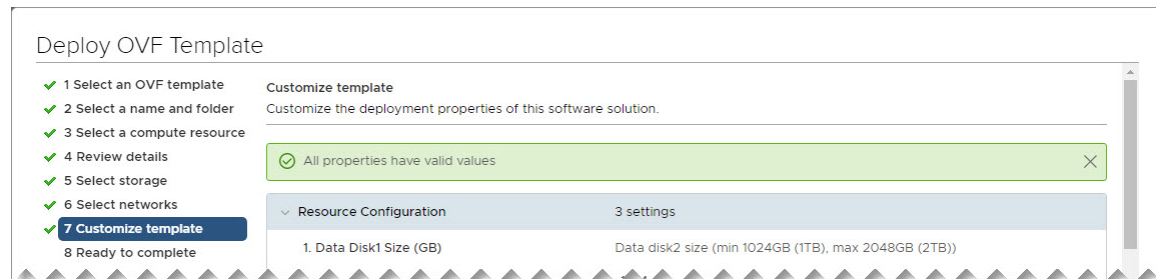 Deploy OVF Template
1 Select an OVF template
2 Select a name and folder
3 Select a compute resource
4 Review details
5 Select storage
6 Select networks
7 Customize template
8 Ready to complete
Customize template
Customize the deployment properties of this software solution.
All properties have valid values
Resource Configuration 3 settings
1. Data Disk1 Size (GB) Data disk2 size (min 1024GB (1TB), max 2048GB (2TB))